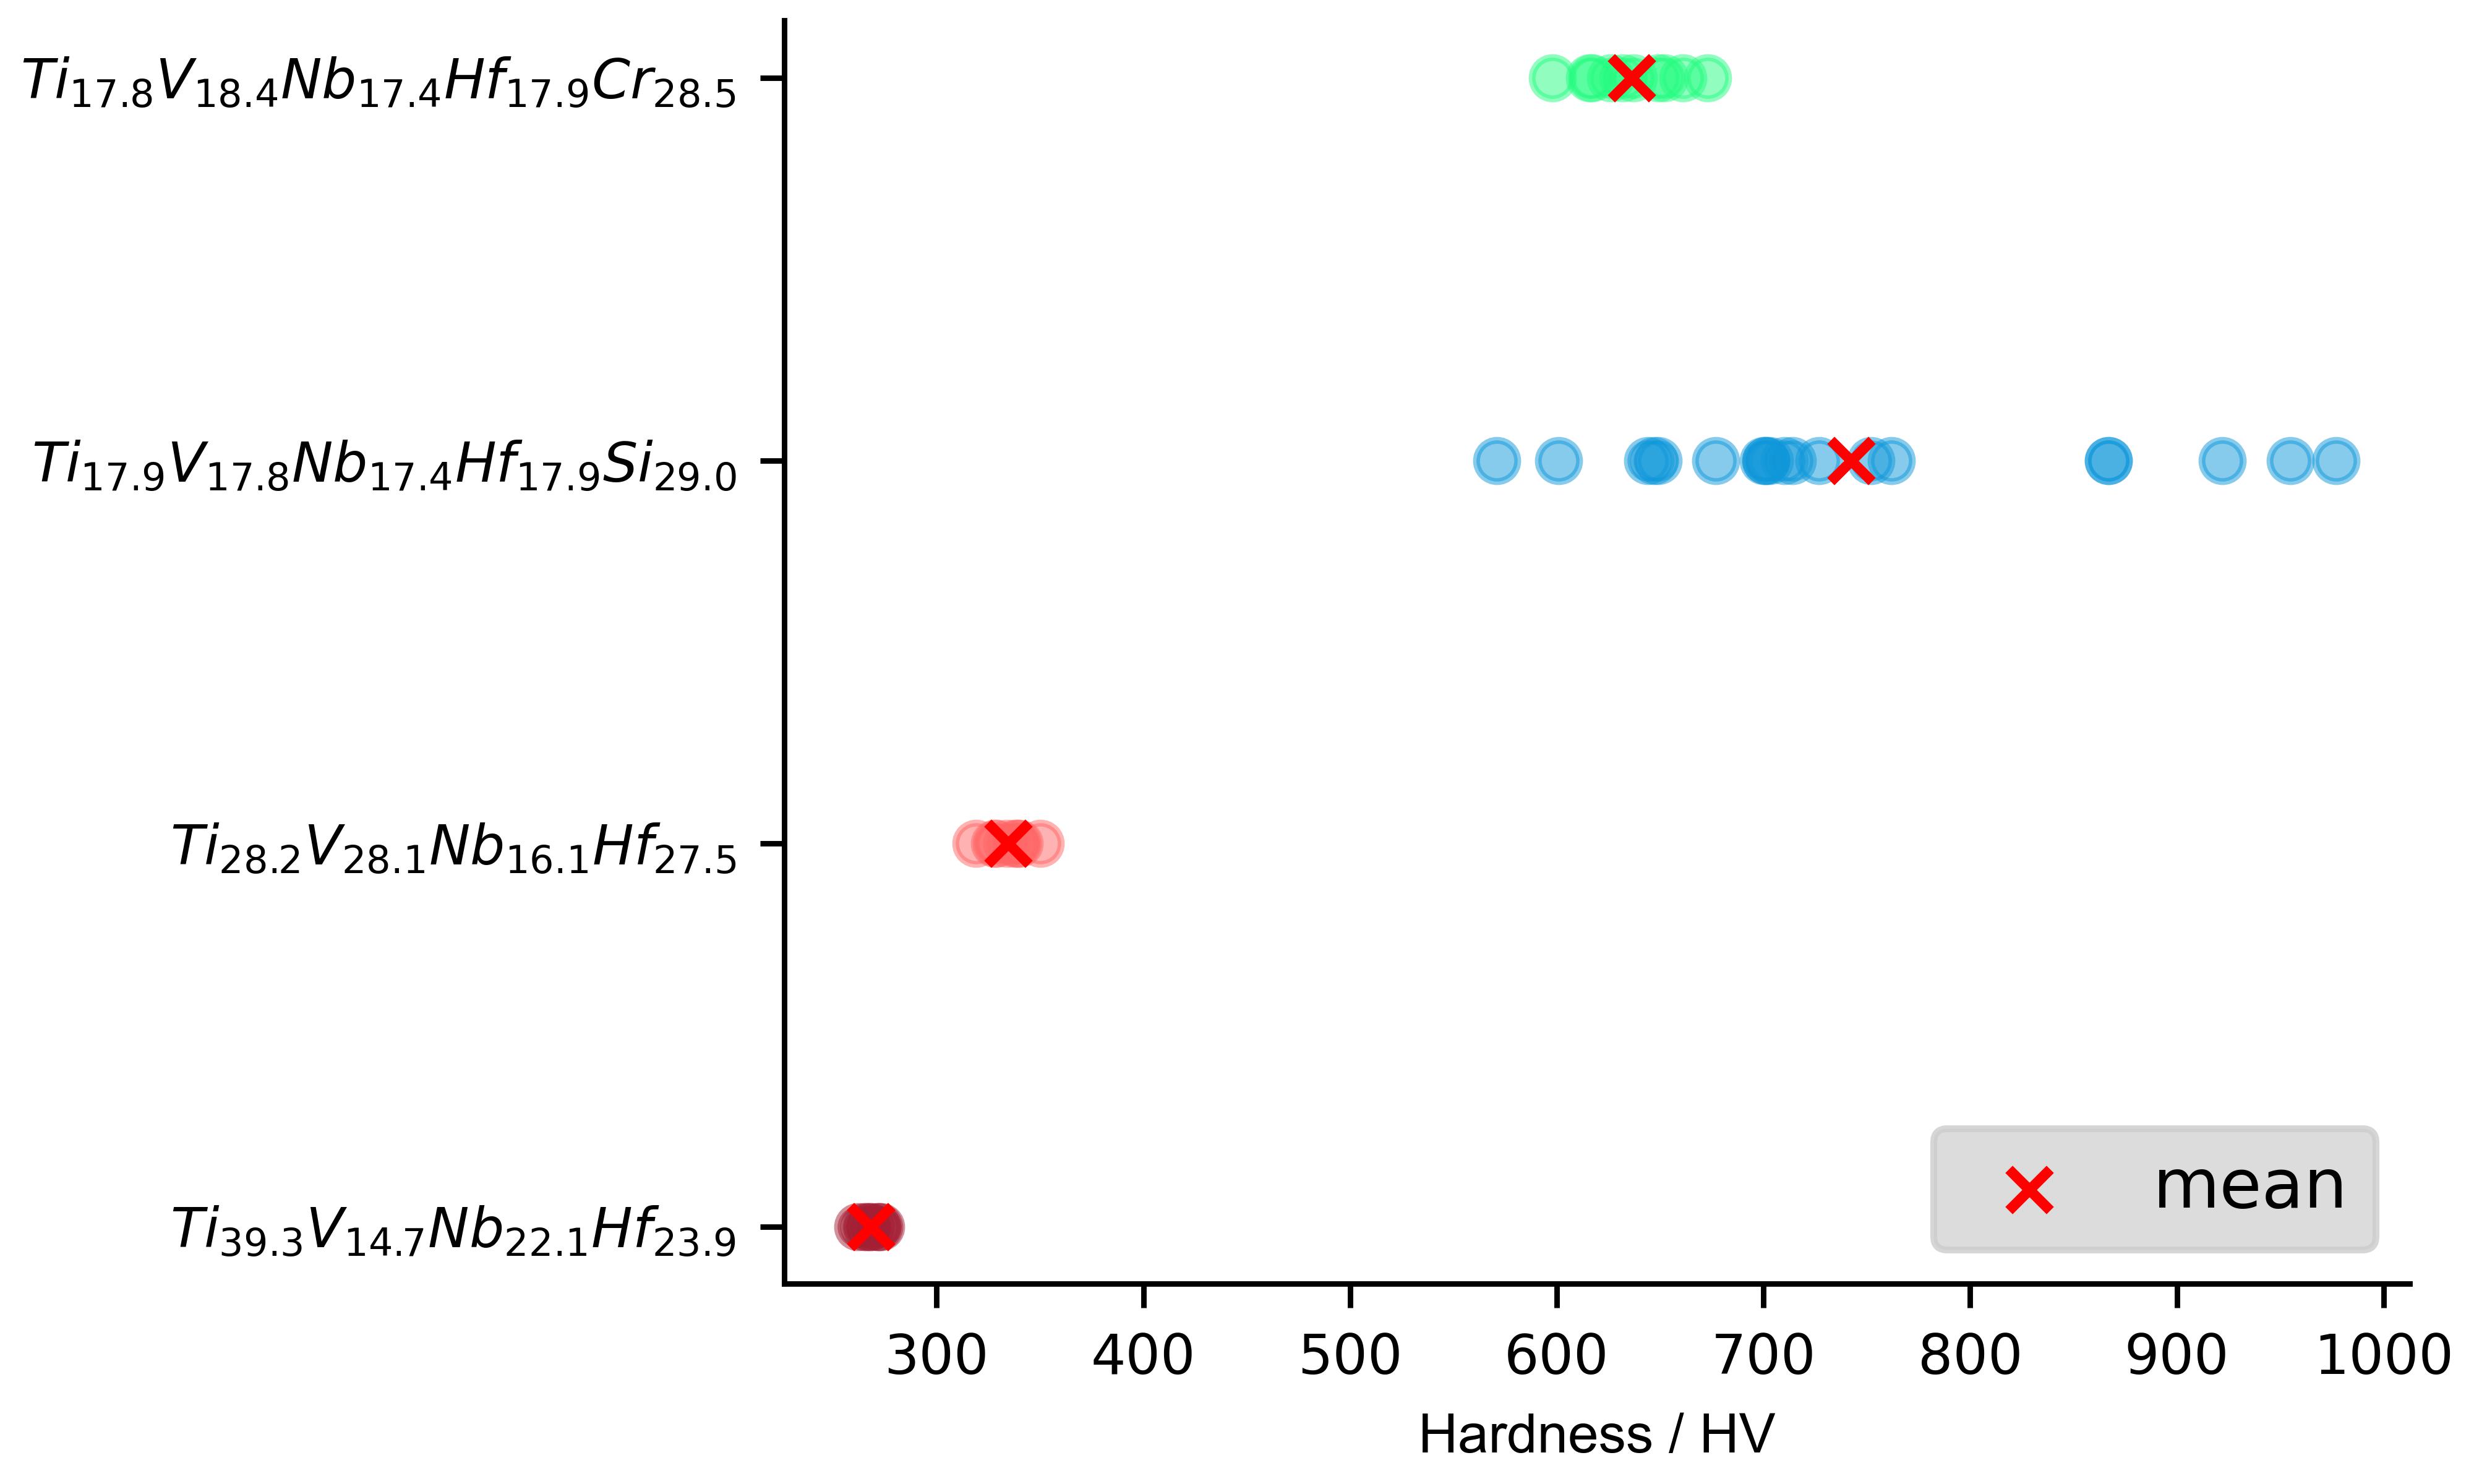 Ti17.8V18.4Nb17.4Hf17.9Cr28.5
Ti17.9V17.8Nb17.4Hf17.9Si29.0
Ti28.2V28.1Nb16.1Hf27.5
Ti39.3V14.7Nb22.1Hf23.9
mean
300 400 500 600 700 800 900 1000
Hardness / HV